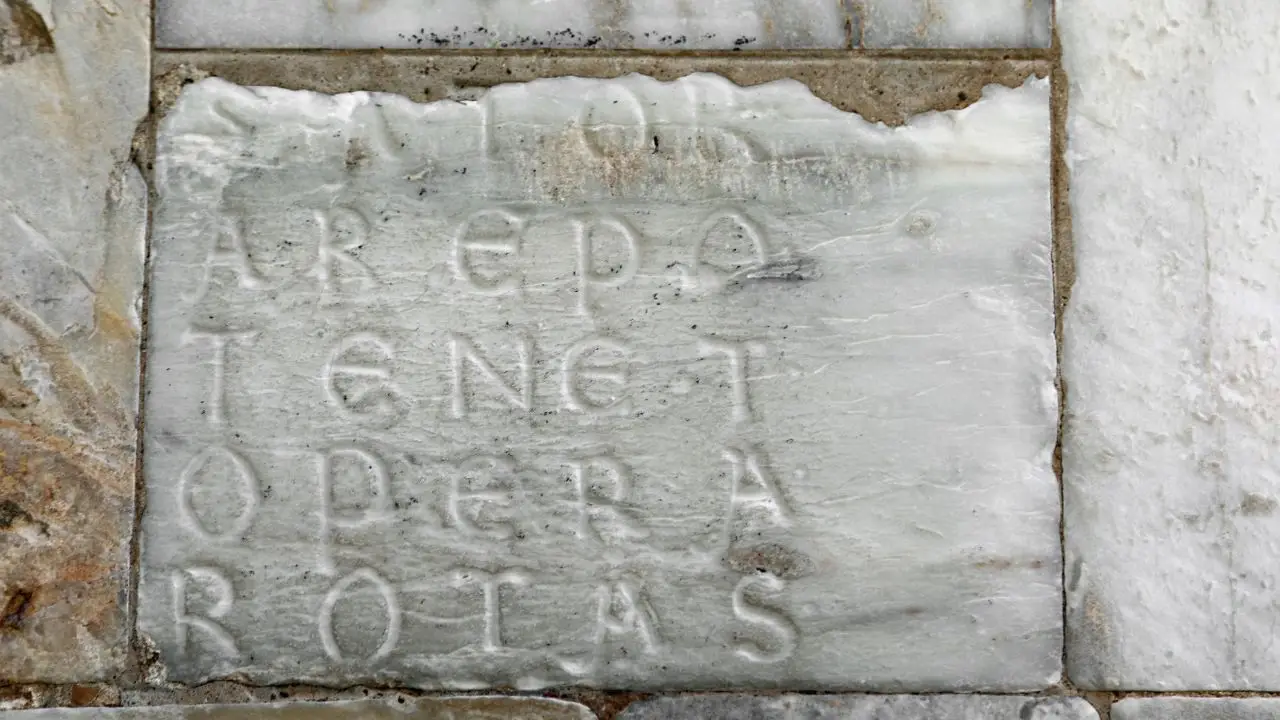 SATOR
AREPO
TENET
OPERA
ROTAS